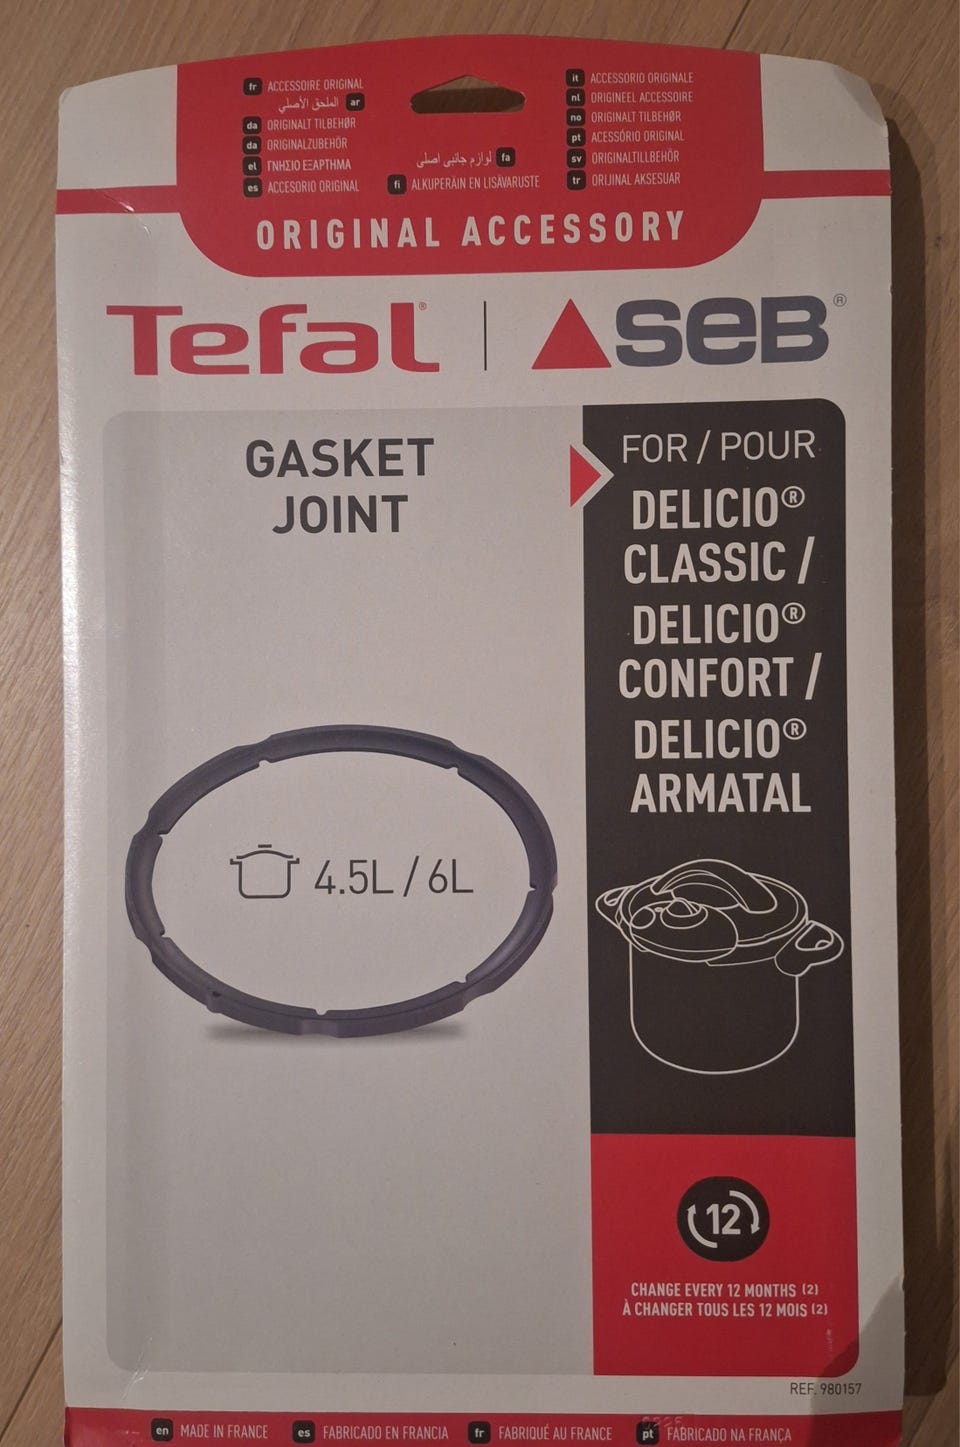 fr ACCESSOIRE ORIGINAL
الملحق الأصلي ar
da ORIGINALT TILBEHØR
da ORIGINALZUBEHÖR
el ΓΝΗΣΙΟ ΕΞΑΡΤΗΜΑ
es ACCESORIO ORIGINAL
لوازم جانبی اصلی fa
fi ALKUPERÄIN EN LISÄVARUSTE
it ACCESSORIO ORIGINALE
nl ORIGINEEL ACCESSOIRE
no ORIGINALT TILBEHØR
pt ACESSÓRIO ORIGINAL
sv ORIGINALTILLBEHÖR
tr ORIJINAL AKSESUAR
ORIGINAL ACCESSORY
Tefal® | SEB®
GASKET
JOINT
4.5L / 6L
FOR / POUR
DELICIO®
CLASSIC /
DELICIO®
CONFORT /
DELICIO®
ARMATAL
12
CHANGE EVERY 12 MONTHS (2)
À CHANGER TOUS LES 12 MOIS (2)
REF. 980157
en MADE IN FRANCE es FABRICADO EN FRANCIA fr FABRIQUÉ AU FRANCE pt FABRICADO NA FRANÇA